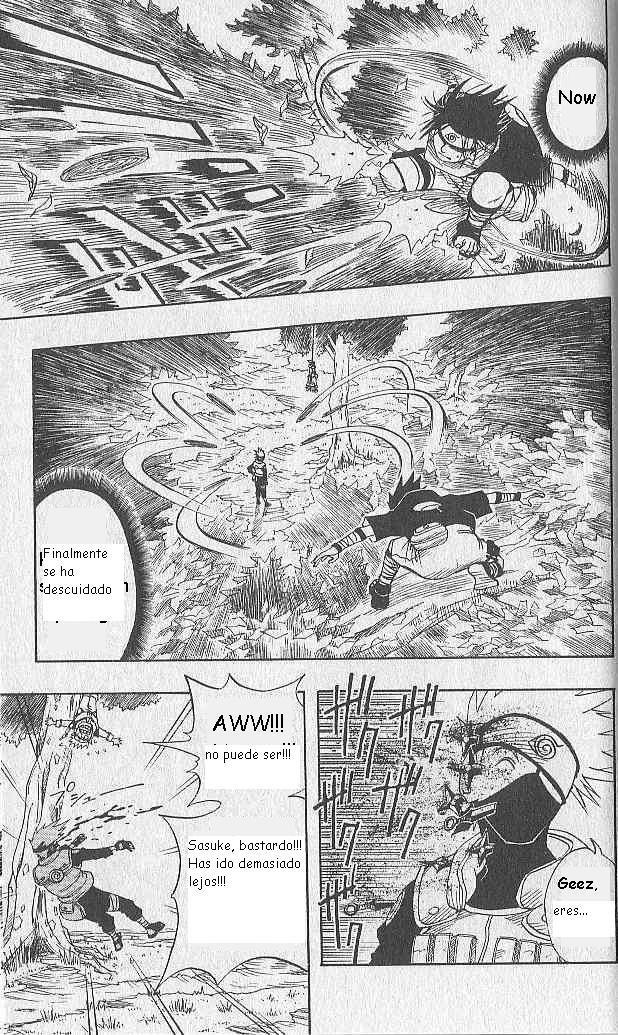 Now
Finalmente
se ha
descuidado
Geez,
eres...
AWW!!!
no puede ser!!!
Sasuke, bastardo!!!
Has ido demasiado
lejos!!!